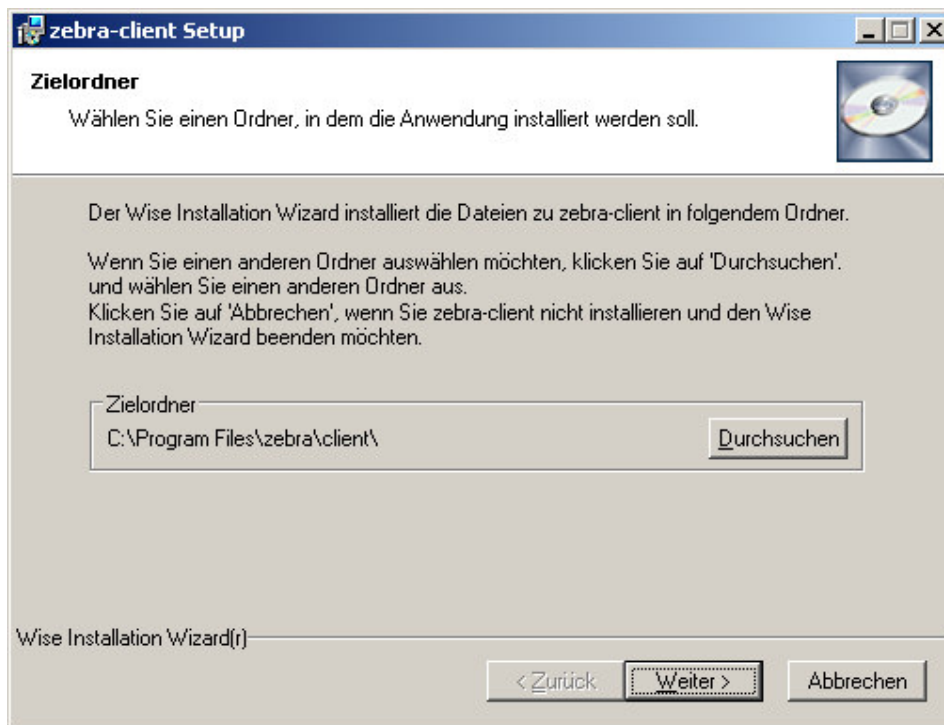 zebra-client Setup
Zielordner
Wählen Sie einen Ordner, in dem die Anwendung installiert werden soll.
Der Wise Installation Wizard installiert die Dateien zu zebra-client in folgendem Ordner.
Wenn Sie einen anderen Ordner auswählen möchten, klicken Sie auf 'Durchsuchen'.
und wählen Sie einen anderen Ordner aus.
Klicken Sie auf 'Abbrechen', wenn Sie zebra-client nicht installieren und den Wise
Installation Wizard beenden möchten.
Zielordner
C:\Program Files\zebra\client\
Durchsuchen
Wise Installation Wizard(r)
< Zurück
Weiter >
Abbrechen